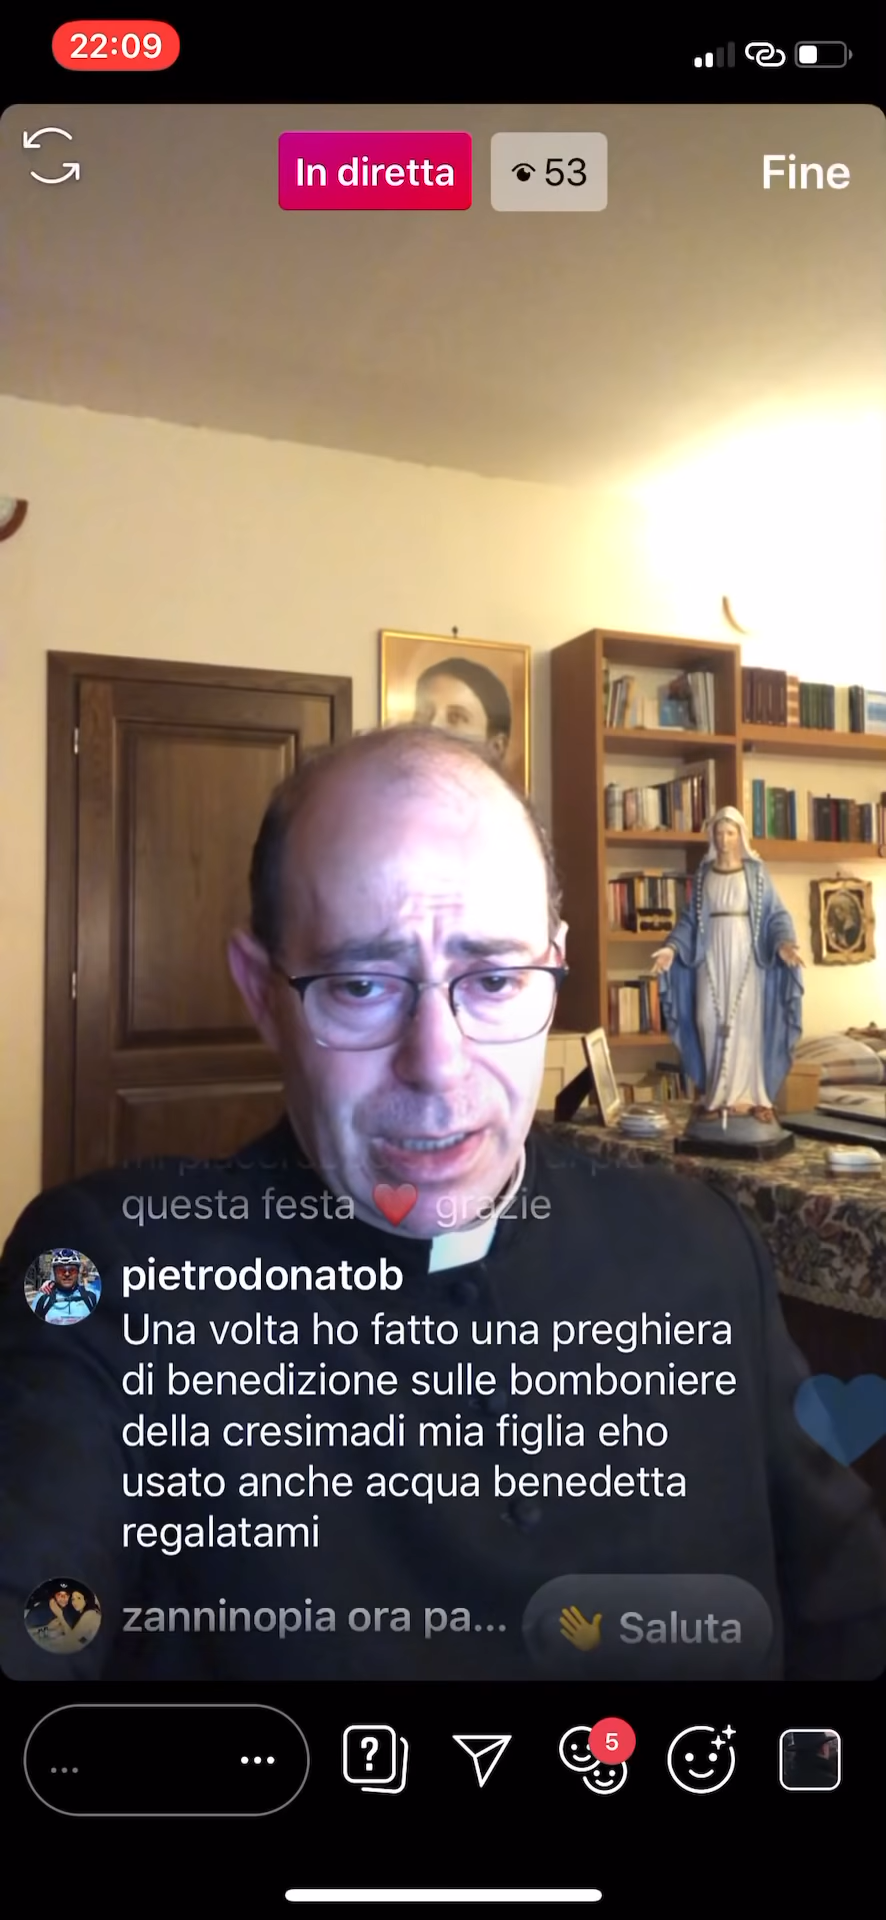 22:09
In diretta
53
Fine
questa festa ❤️ grazie
pietrodonatob
Una volta ho fatto una preghiera
di benedizione sulle bomboniere
della cresimadi mia figlia eho
usato anche acqua benedetta
regalatami
zanninopia ora pa...
👋 Saluta
...
5